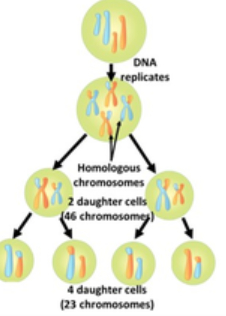 DNA
replicates
Homologous
chromosomes
2 daughter cells
(46 chromosomes)
4 daughter cells
(23 chromosomes)